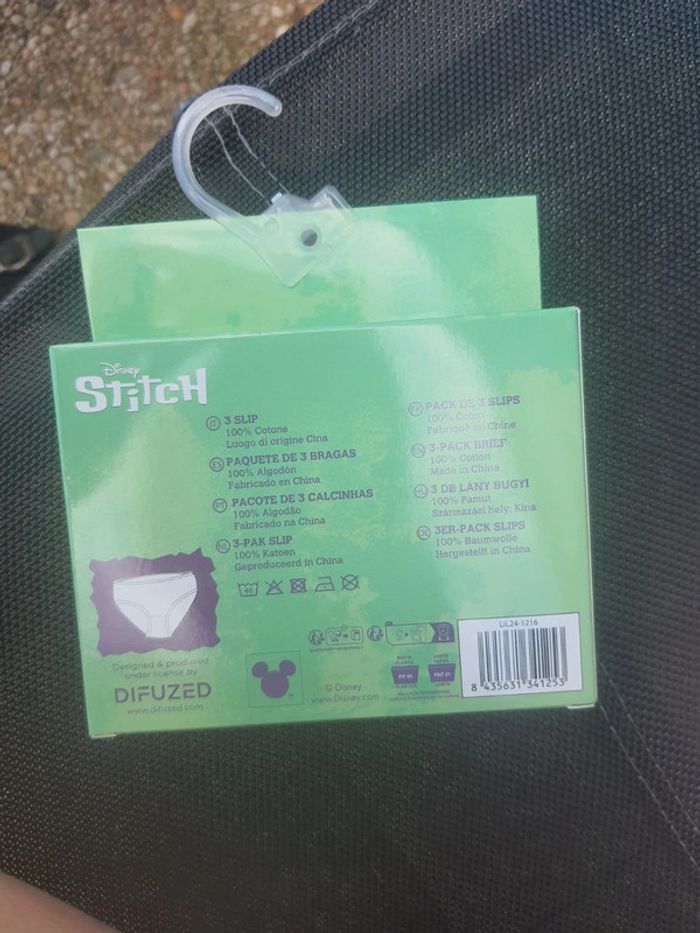 Disney
Stitch
IT 3 SLIP
100% Cotone
Luogo di origine Cina
ES PAQUETE DE 3 BRAGAS
100% Algodón
Fabricado en China
PT PACOTE DE 3 CALCINHAS
100% Algodão
Fabricado na China
NL 3-PAK SLIP
100% Katoen
Geproduceerd in China
FR PACK DE 3 SLIPS
100% Coton
Fabriqué en Chine
EN 3-PACK BRIEF
100% Cotton
Made in China
HU 3 DB LÁNY BUGYI
100% Pamut
Származási hely: Kína
DE 3ER-PACK SLIPS
100% Baumwolle
Hergestellt in China
40
Designed & produced
under license by
DIFUZED
www.difuzed.com
© Disney
www.Disney.com
LIL24-1216
8 435631 341253